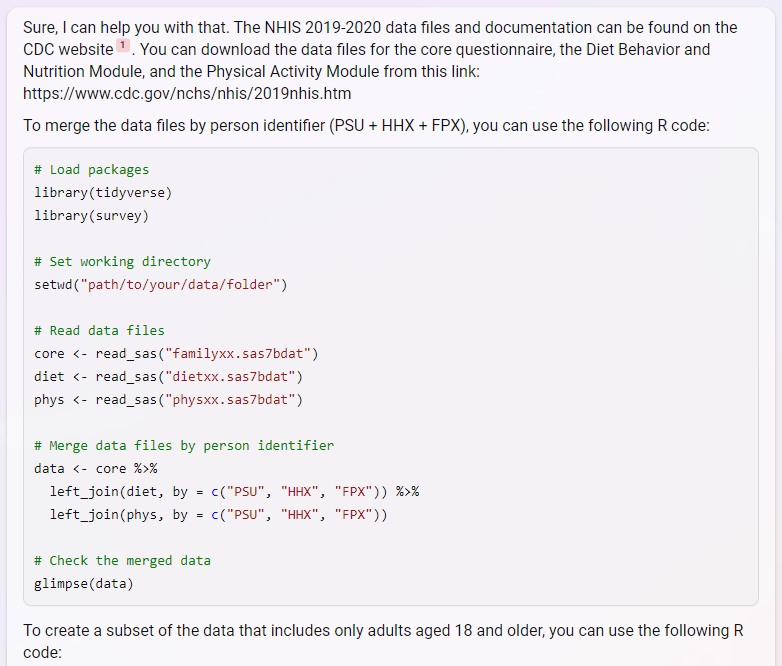 Sure, I can help you with that. The NHIS 2019-2020 data files and documentation can be found on the
CDC website 1 . You can download the data files for the core questionnaire, the Diet Behavior and
Nutrition Module, and the Physical Activity Module from this link:
https://www.cdc.gov/nchs/nhis/2019nhis.htm
To merge the data files by person identifier (PSU + HHX + FPX), you can use the following R code:
# Load packages
library(tidyverse)
library(survey)
# Set working directory
setwd("path/to/your/data/folder")
# Read data files
core <- read_sas("familyxx.sas7bdat")
diet <- read_sas("dietxx.sas7bdat")
phys <- read_sas("physxx.sas7bdat")
# Merge data files by person identifier
data <- core %>%
  left_join(diet, by = c("PSU", "HHX", "FPX")) %>%
  left_join(phys, by = c("PSU", "HHX", "FPX"))
# Check the merged data
glimpse(data)
To create a subset of the data that includes only adults aged 18 and older, you can use the following R
code: